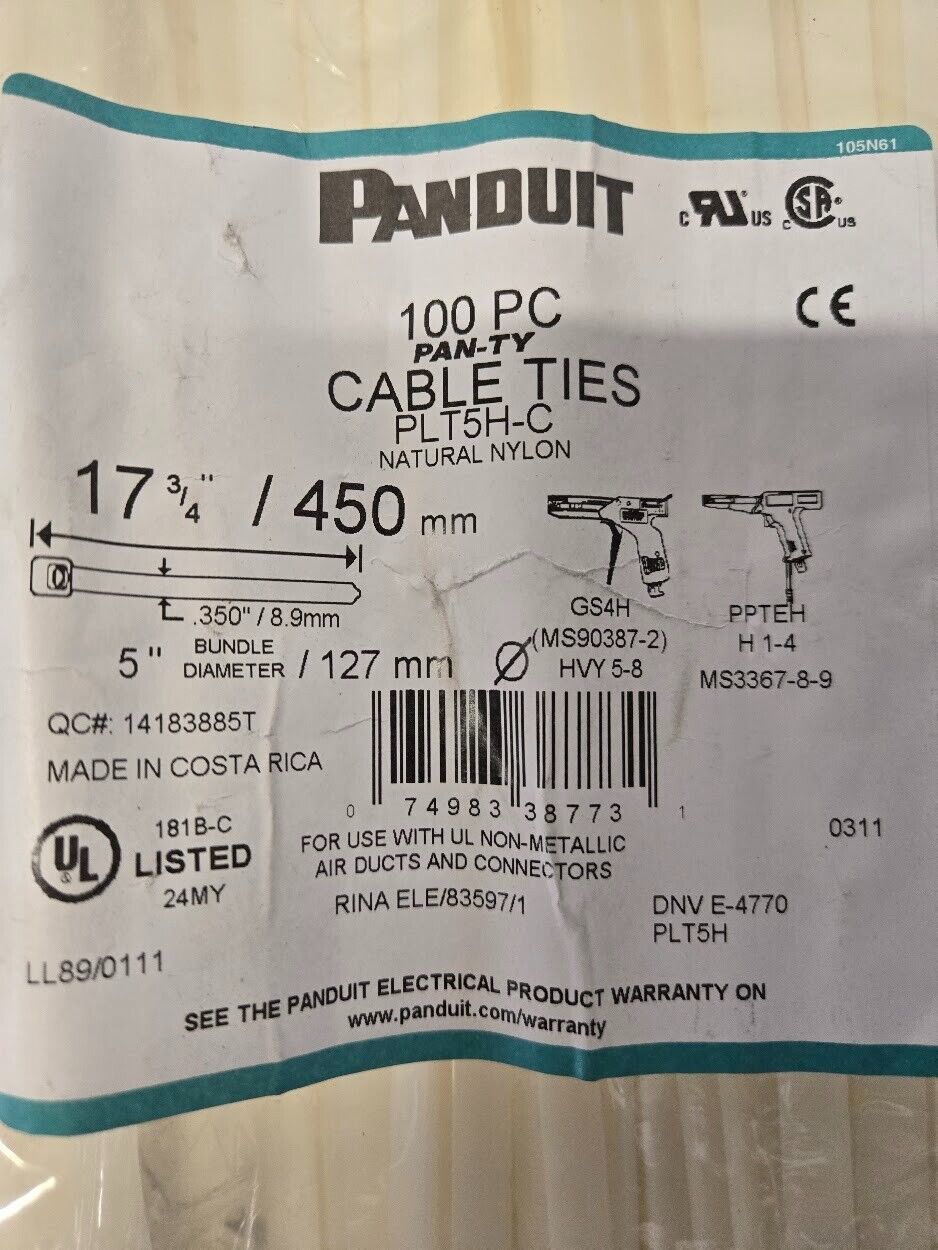 105N61
PANDUIT
c RU US c SA ® US
CE
100 PC
PAN-TY
CABLE TIES
PLT5H-C
NATURAL NYLON
17 3/4" / 450 mm
.350" / 8.9mm
5" BUNDLE DIAMETER / 127 mm Ø
GS4H
(MS90387-2)
HVY 5-8
PPTEH
H 1-4
MS3367-8-9
QC#: 14183885T
MADE IN COSTA RICA
0 74983 38773 1
UL
181B-C
LISTED
24MY
FOR USE WITH UL NON-METALLIC
AIR DUCTS AND CONNECTORS
0311
RINA ELE/83597/1
DNV E-4770
PLT5H
LL89/0111
SEE THE PANDUIT ELECTRICAL PRODUCT WARRANTY ON
www.panduit.com/warranty